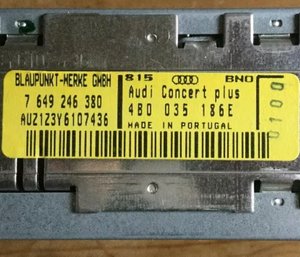 BLAUPUNKT-WERKE GMBH
7 649 246 380
AUZ1Z3Y6107436
815 BNO
Audi Concert plus
4B0 035 186E
MADE IN PORTUGAL
0100